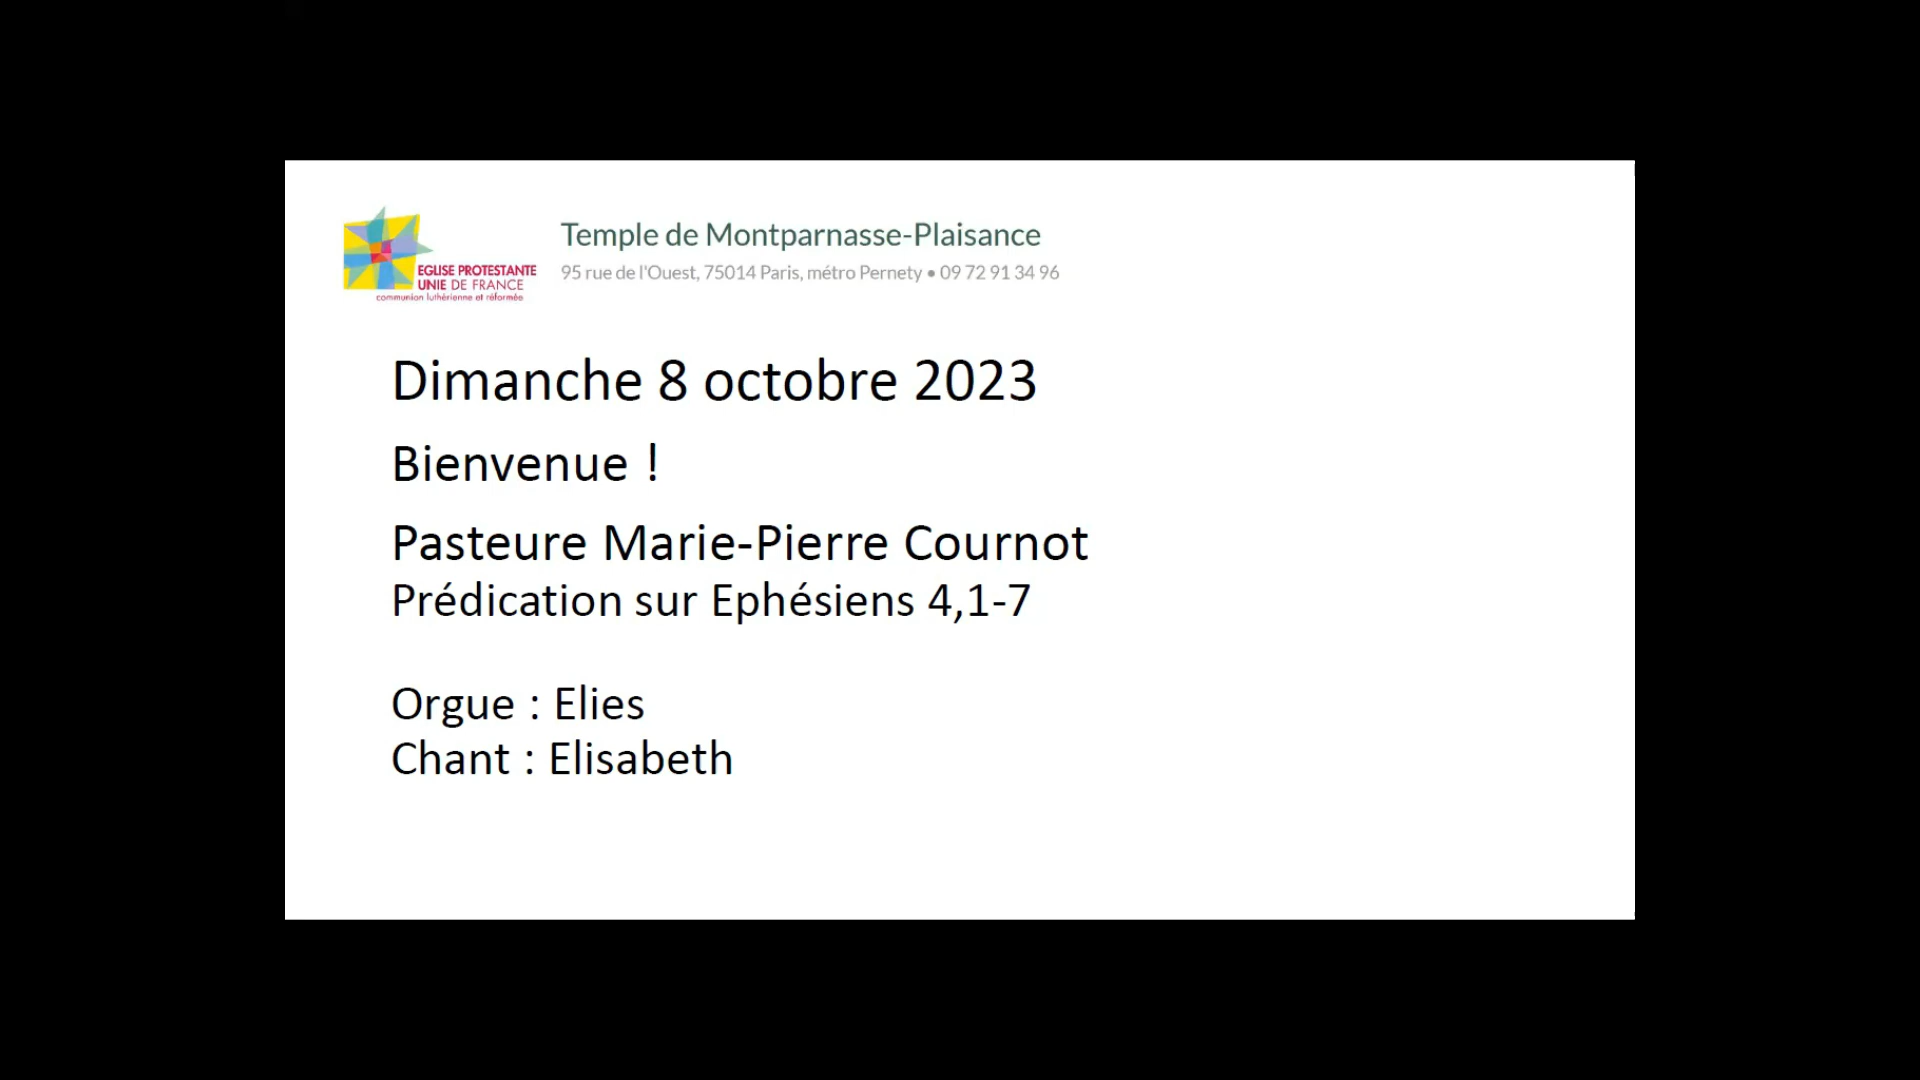 EGLISE PROTESTANTE
UNIE DE FRANCE
communion luthérienne et réformée
Temple de Montparnasse-Plaisance
95 rue de l'Ouest, 75014 Paris, métro Pernety • 09 72 91 34 96
Dimanche 8 octobre 2023
Bienvenue !
Pasteure Marie-Pierre Cournot
Prédication sur Ephésiens 4,1-7
Orgue : Elies
Chant : Elisabeth